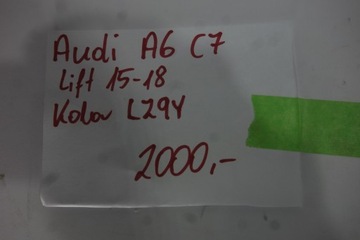 Audi A6 C7
Lift 15-18
Kolor LZ9Y
2000,-